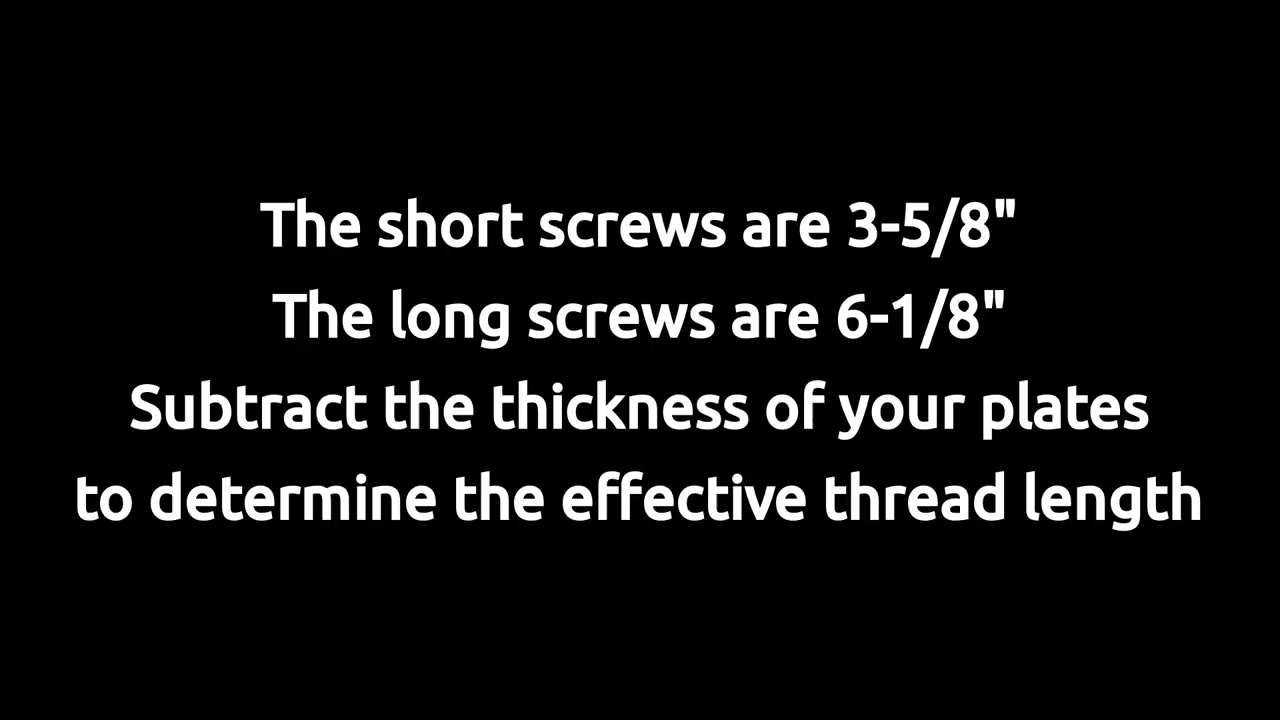 The short screws are 3-5/8"
The long screws are 6-1/8"
Subtract the thickness of your plates
to determine the effective thread length